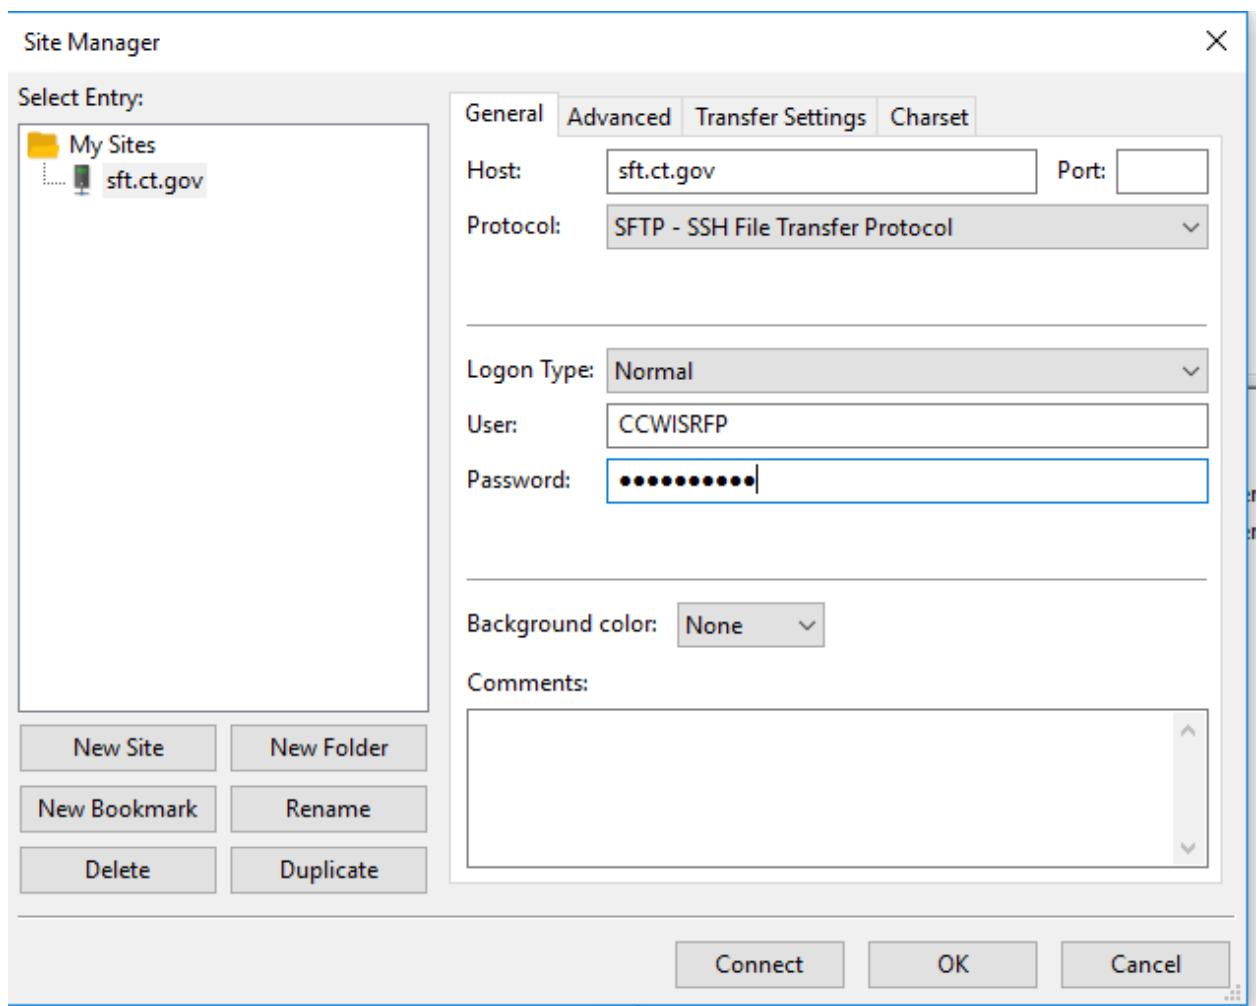 Site Manager
Select Entry:
My Sites
sft.ct.gov
New Site New Folder
New Bookmark Rename
Delete Duplicate
General Advanced Transfer Settings Charset
Host: sft.ct.gov Port:
Protocol: SFTP - SSH File Transfer Protocol
Logon Type: Normal
User: CCWISRFP
Password: ●●●●●●●●●●
Background color: None
Comments:
Connect OK Cancel